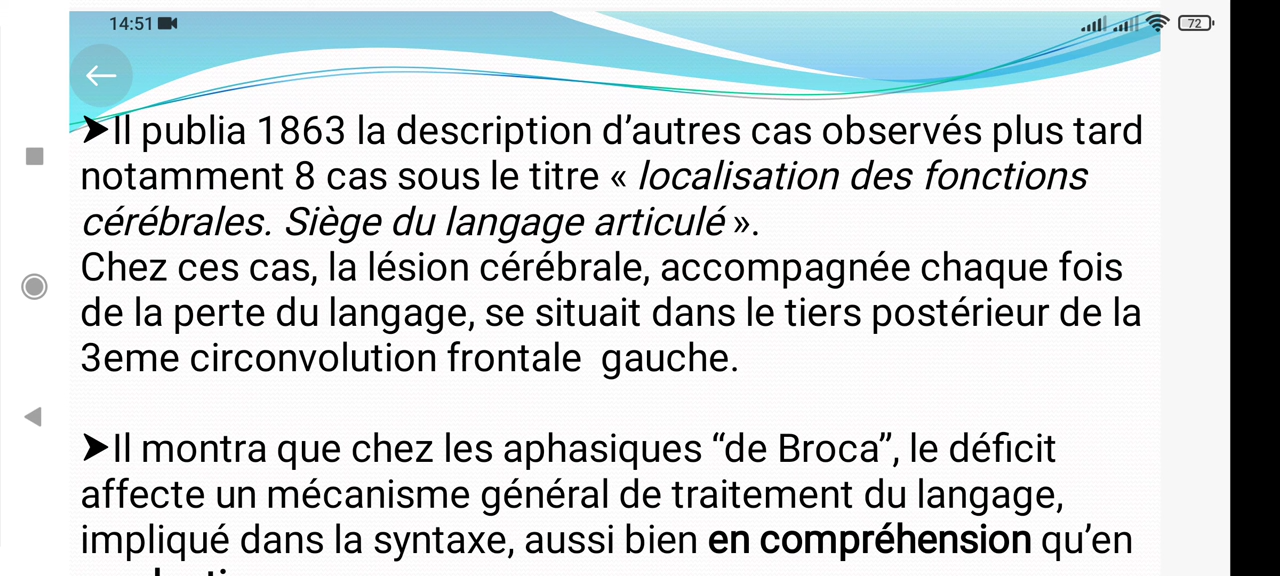 14:51
72
➤Il publia 1863 la description d’autres cas observés plus tard
notamment 8 cas sous le titre « localisation des fonctions
cérébrales. Siège du langage articulé ».
Chez ces cas, la lésion cérébrale, accompagnée chaque fois
de la perte du langage, se situait dans le tiers postérieur de la
3eme circonvolution frontale  gauche.
➤Il montra que chez les aphasiques “de Broca”, le déficit
affecte un mécanisme général de traitement du langage,
impliqué dans la syntaxe, aussi bien en compréhension qu’en